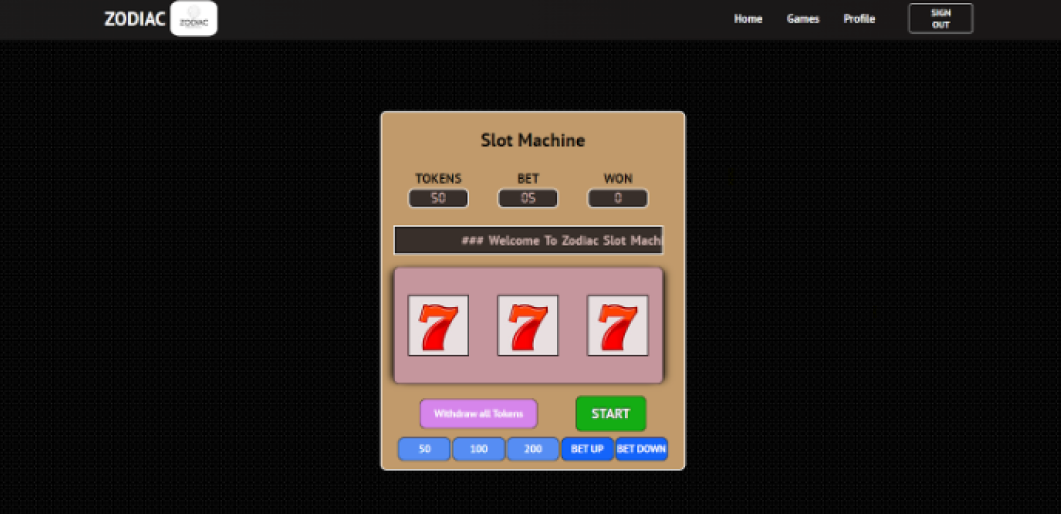 ZODIAC
ZODIAC
Home Games Profile
SIGN
OUT
Slot Machine
TOKENS BET WON
50 05 0
### Welcome To Zodiac Slot Machi
7 7 7
Withdraw all Tokens START
50 100 200 BET UP BET DOWN